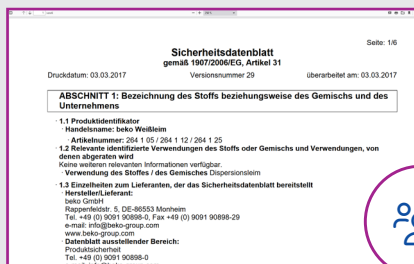 Seite: 1/6
Sicherheitsdatenblatt
gemäß 1907/2006/EG, Artikel 31
Druckdatum: 03.03.2017 Versionsnummer 29 überarbeitet am: 03.03.2017
ABSCHNITT 1: Bezeichnung des Stoffs beziehungsweise des Gemischs und des
Unternehmens
· 1.1 Produktidentifikator
· Handelsname: beko Weißleim
· Artikelnummer: 264 1 05 / 264 1 12 / 264 1 25
· 1.2 Relevante identifizierte Verwendungen des Stoffs oder Gemischs und Verwendungen, von
denen abgeraten wird
Keine weiteren relevanten Informationen verfügbar.
· Verwendung des Stoffes / des Gemisches Dispersionsleim
· 1.3 Einzelheiten zum Lieferanten, der das Sicherheitsdatenblatt bereitstellt
· Hersteller/Lieferant:
beko GmbH
Rappenfeldstr. 5, DE-86553 Monheim
Tel. +49 (0) 9091 90898-0, Fax +49 (0) 9091 90898-29
e-mail: info@beko-group.com
www.beko-group.com
· Datenblatt ausstellender Bereich:
Produktsicherheit
Tel. +49 (0) 9091 90898-0